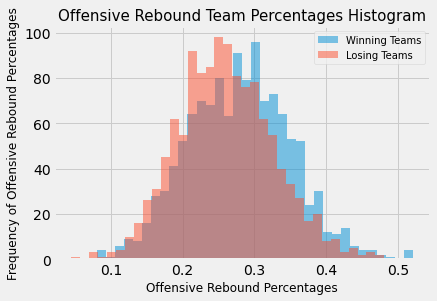 Offensive Rebound Team Percentages Histogram
Winning Teams
Losing Teams
Frequency of Offensive Rebound Percentages
100
80
60
40
20
0
0.1 0.2 0.3 0.4 0.5
Offensive Rebound Percentages